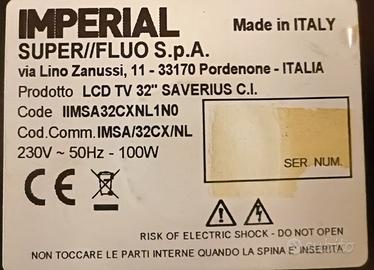 IMPERIAL
Made in ITALY
SUPER//FLUO S.p.A.
via Lino Zanussi, 11 - 33170 Pordenone - ITALIA
Prodotto LCD TV 32" SAVERIUS C.I.
Code IIMSA32CXNL1N0
Cod.Comm. IMSA/32CX/NL
230V ~ 50Hz - 100W
SER. NUM.
CE
RISK OF ELECTRIC SHOCK - DO NOT OPEN
NON TOCCARE LE PARTI INTERNE QUANDO LA SPINA È INSERITA
subito